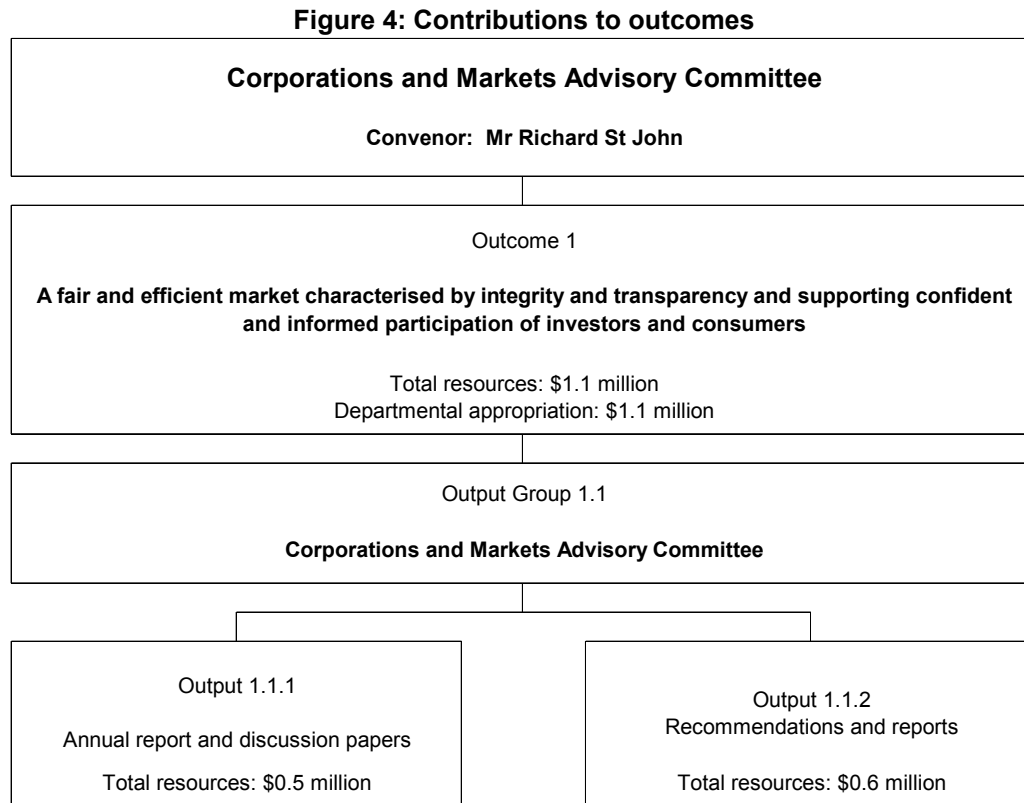 Figure 4: Contributions to outcomes
Corporations and Markets Advisory Committee
Convenor: Mr Richard St John
Outcome 1
A fair and efficient market characterised by integrity and transparency and supporting confident
and informed participation of investors and consumers
Total resources: $1.1 million
Departmental appropriation: $1.1 million
Output Group 1.1
Corporations and Markets Advisory Committee
Output 1.1.1
Annual report and discussion papers
Total resources: $0.5 million
Output 1.1.2
Recommendations and reports
Total resources: $0.6 million